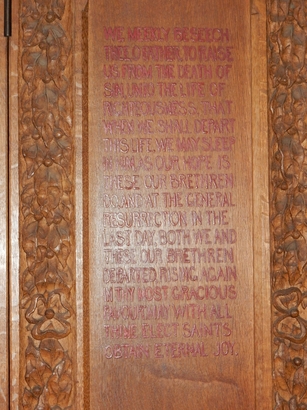 WE MEEKLY BESEECH
THEE, O FATHER, TO RAISE
US FROM THE DEATH OF
SIN UNTO THE LIFE OF
RIGHTEOUSNESS, THAT
WHEN WE SHALL DEPART
THIS LIFE, WE MAY SLEEP
IN HIM AS OUR HOPE IS
THESE OUR BRETHREN
DO, AND AT THE GENERAL
RESURRECTION IN THE
LAST DAY, BOTH WE AND
THESE OUR BRETHREN
DEPARTED, RISING AGAIN
IN THY MOST GRACIOUS
FAVOUR, MAY WITH ALL
THINE ELECT SAINTS
OBTAIN ETERNAL JOY.